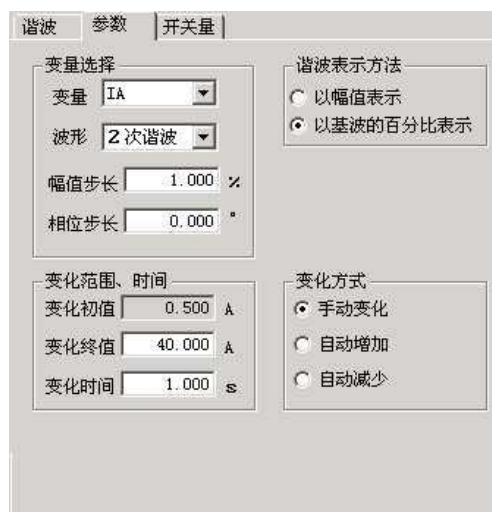 谐波 参数 开关量
变量选择
变量 IA
波形 2次谐波
幅值步长 1.000 %
相位步长 0.000 °
谐波表示方法
以幅值表示
以基波的百分比表示
变化范围、时间
变化初值 0.500 A
变化终值 40.000 A
变化时间 1.000 s
变化方式
手动变化
自动增加
自动减少